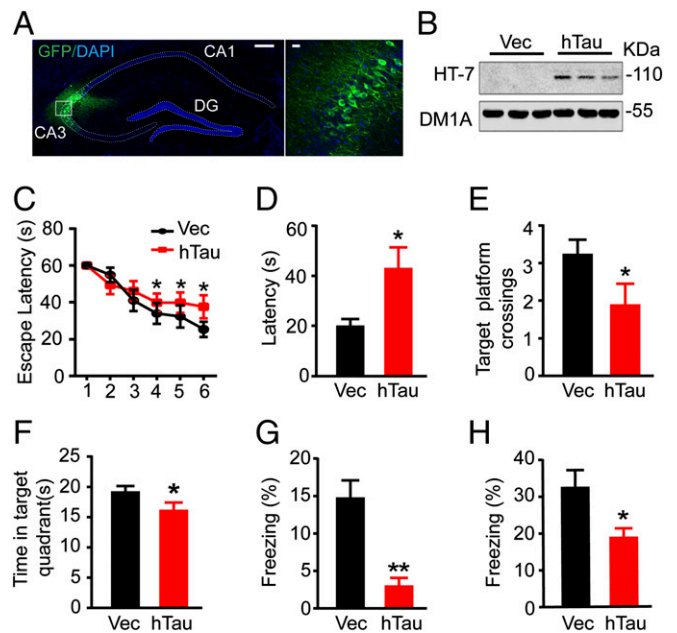 A
GFP/DAPI
CA1
DG
CA3
B
Vec hTau KDa
HT-7 -110
DM1A -55
C
Escape Latency (s)
80
60
40
20
0
Vec
hTau
* * *
1 2 3 4 5 6
D
Latency (s)
60
40
20
0
*
Vec hTau
E
Target platform
crossings
4
3
2
1
0
*
Vec hTau
F
Time in target
quadrant(s)
25
20
15
10
5
0
*
Vec hTau
G
Freezing (%)
20
15
10
5
0
**
Vec hTau
H
Freezing (%)
50
40
30
20
10
0
*
Vec hTau